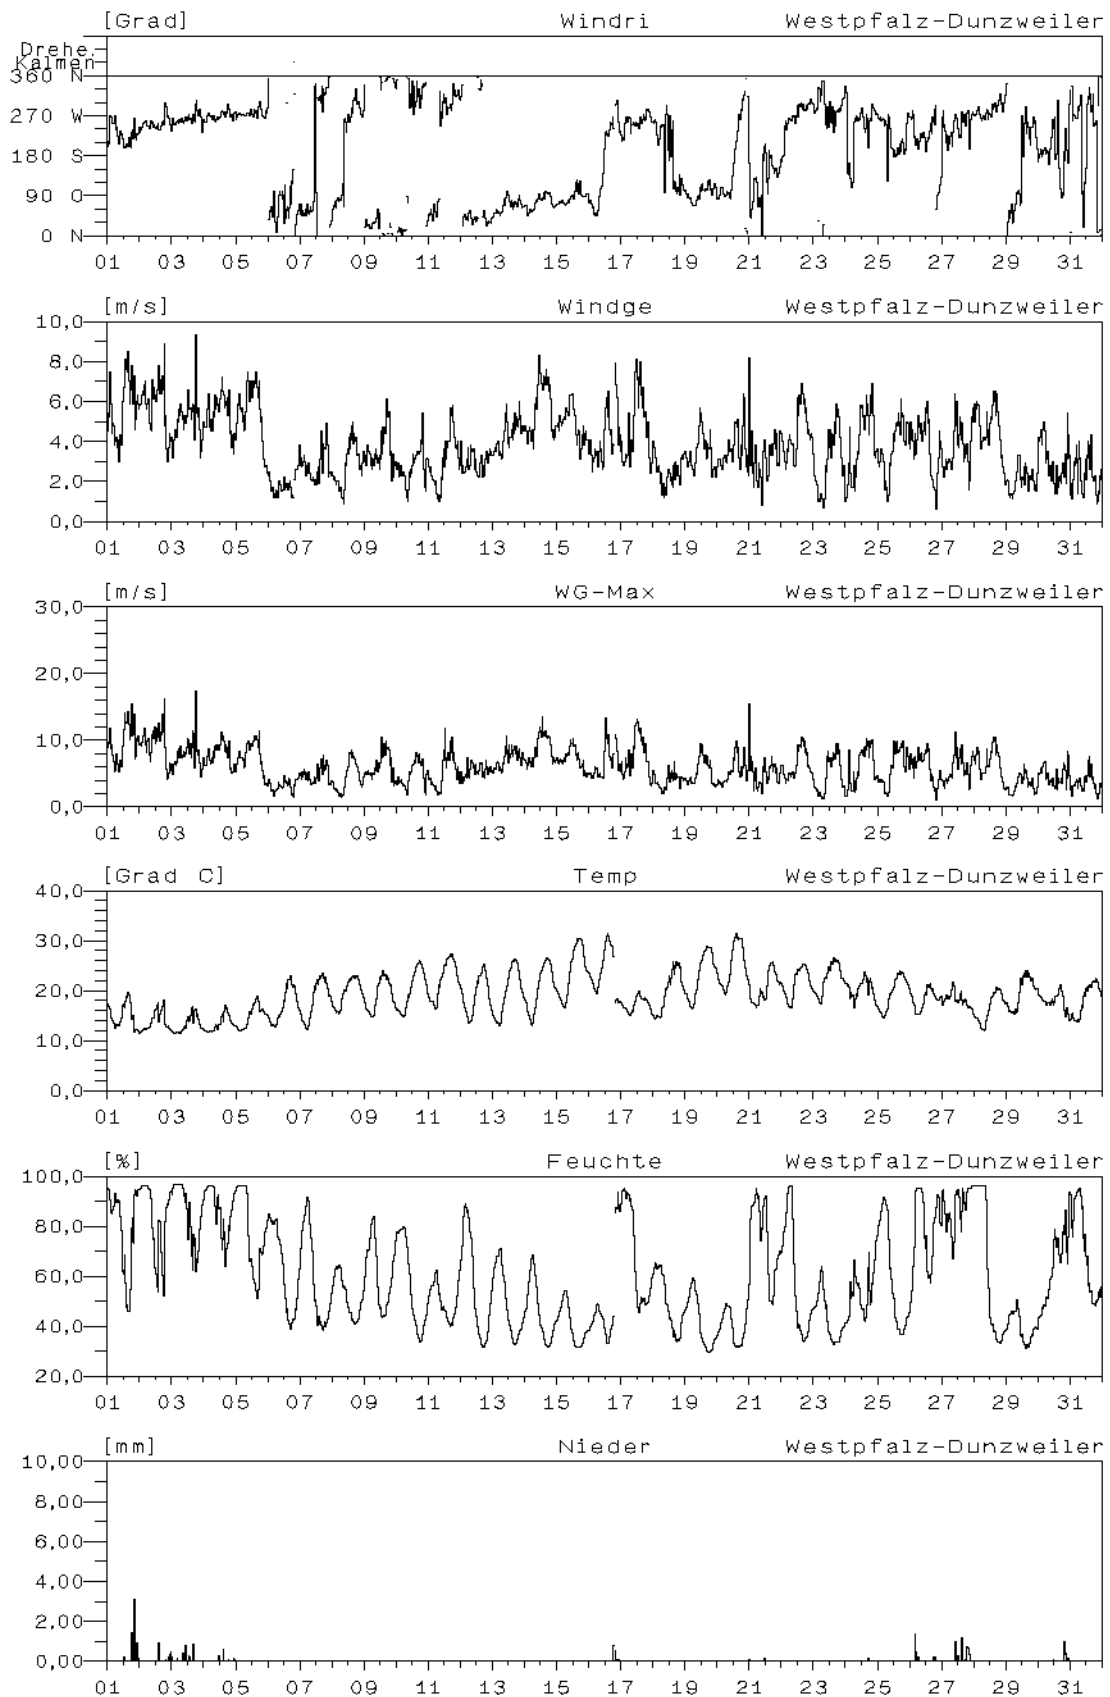 [Grad] Windri Westpfalz-Dunzweiler
Drehe.
Kalmen
360 N
270 W
180 S
90 O
0 N
01 03 05 07 09 11 13 15 17 19 21 23 25 27 29 31
[m/s] Windge Westpfalz-Dunzweiler
10,0
8,0
6,0
4,0
2,0
0,0
01 03 05 07 09 11 13 15 17 19 21 23 25 27 29 31
[m/s] WG-Max Westpfalz-Dunzweiler
30,0
20,0
10,0
0,0
01 03 05 07 09 11 13 15 17 19 21 23 25 27 29 31
[Grad C] Temp Westpfalz-Dunzweiler
40,0
30,0
20,0
10,0
0,0
01 03 05 07 09 11 13 15 17 19 21 23 25 27 29 31
[%] Feuchte Westpfalz-Dunzweiler
100,0
80,0
60,0
40,0
20,0
01 03 05 07 09 11 13 15 17 19 21 23 25 27 29 31
[mm] Nieder Westpfalz-Dunzweiler
10,00
8,00
6,00
4,00
2,00
0,00
01 03 05 07 09 11 13 15 17 19 21 23 25 27 29 31